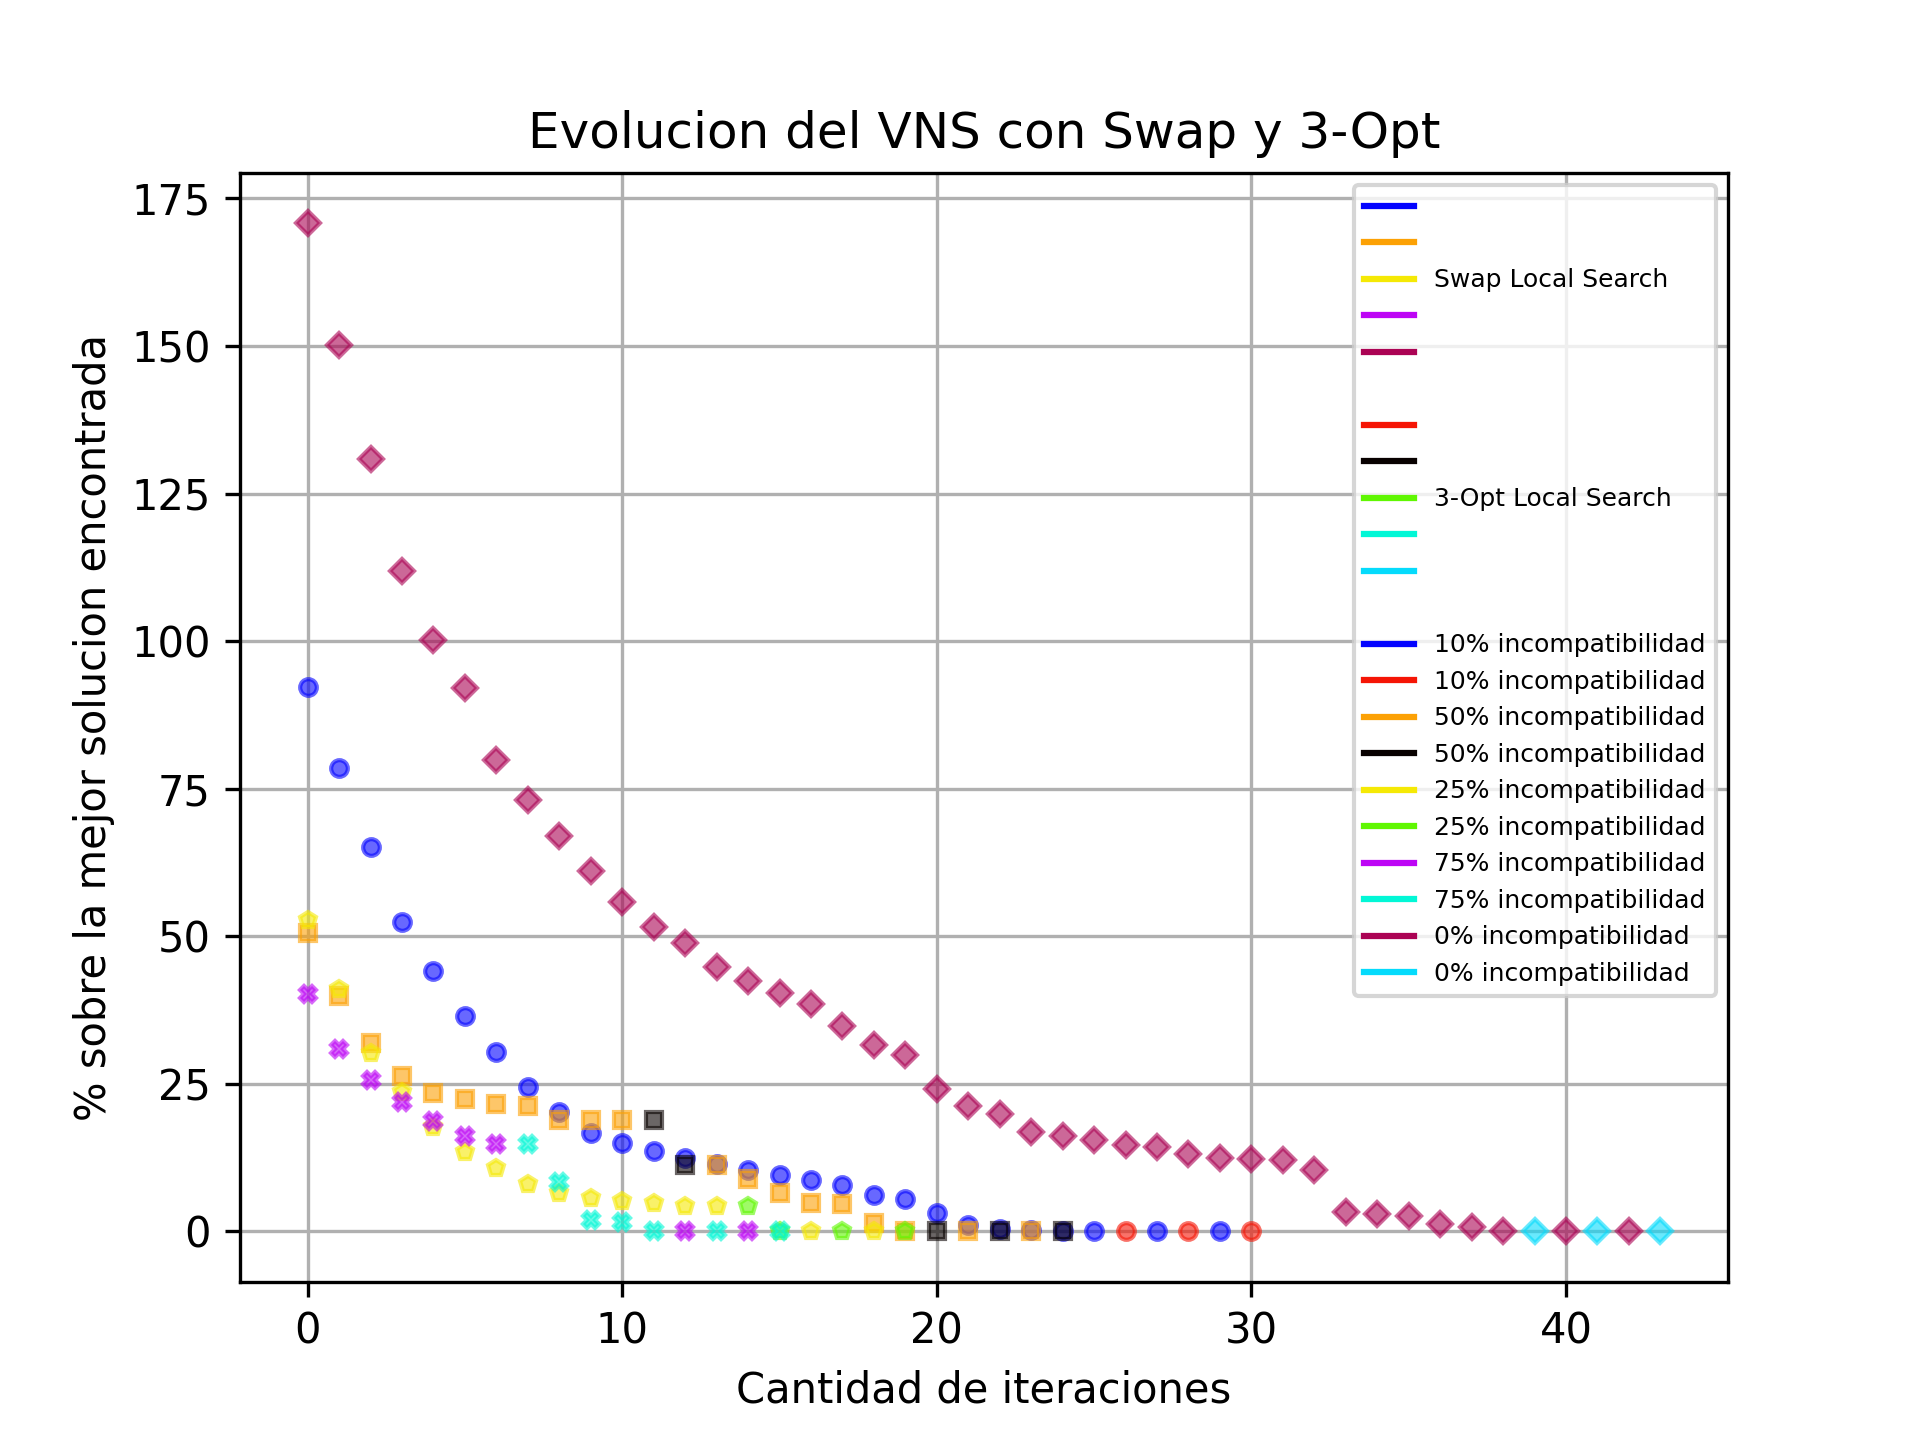 Evolucion del VNS con Swap y 3-Opt
% sobre la mejor solucion encontrada
175
150
125
100
75
50
25
0
Swap Local Search
3-Opt Local Search
10% incompatibilidad
10% incompatibilidad
50% incompatibilidad
50% incompatibilidad
25% incompatibilidad
25% incompatibilidad
75% incompatibilidad
75% incompatibilidad
0% incompatibilidad
0% incompatibilidad
0 10 20 30 40
Cantidad de iteraciones